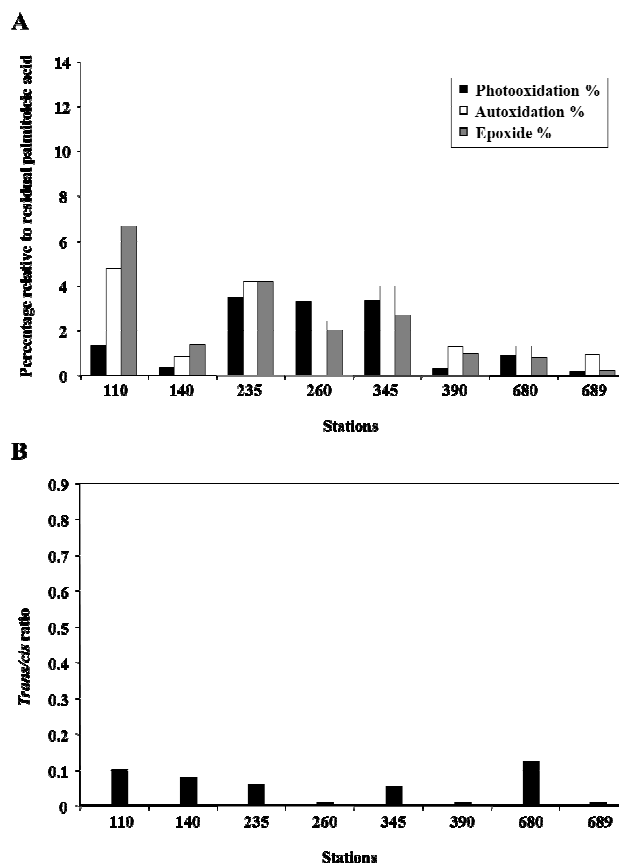 A
Percentage relative to residual palmitoleic acid
14
12
10
8
6
4
2
0
Photooxidation %
Autoxidation %
Epoxide %
110 140 235 260 345 390 680 689
Stations
B
Trans/cis ratio
0.9
0.8
0.7
0.6
0.5
0.4
0.3
0.2
0.1
0
110 140 235 260 345 390 680 689
Stations